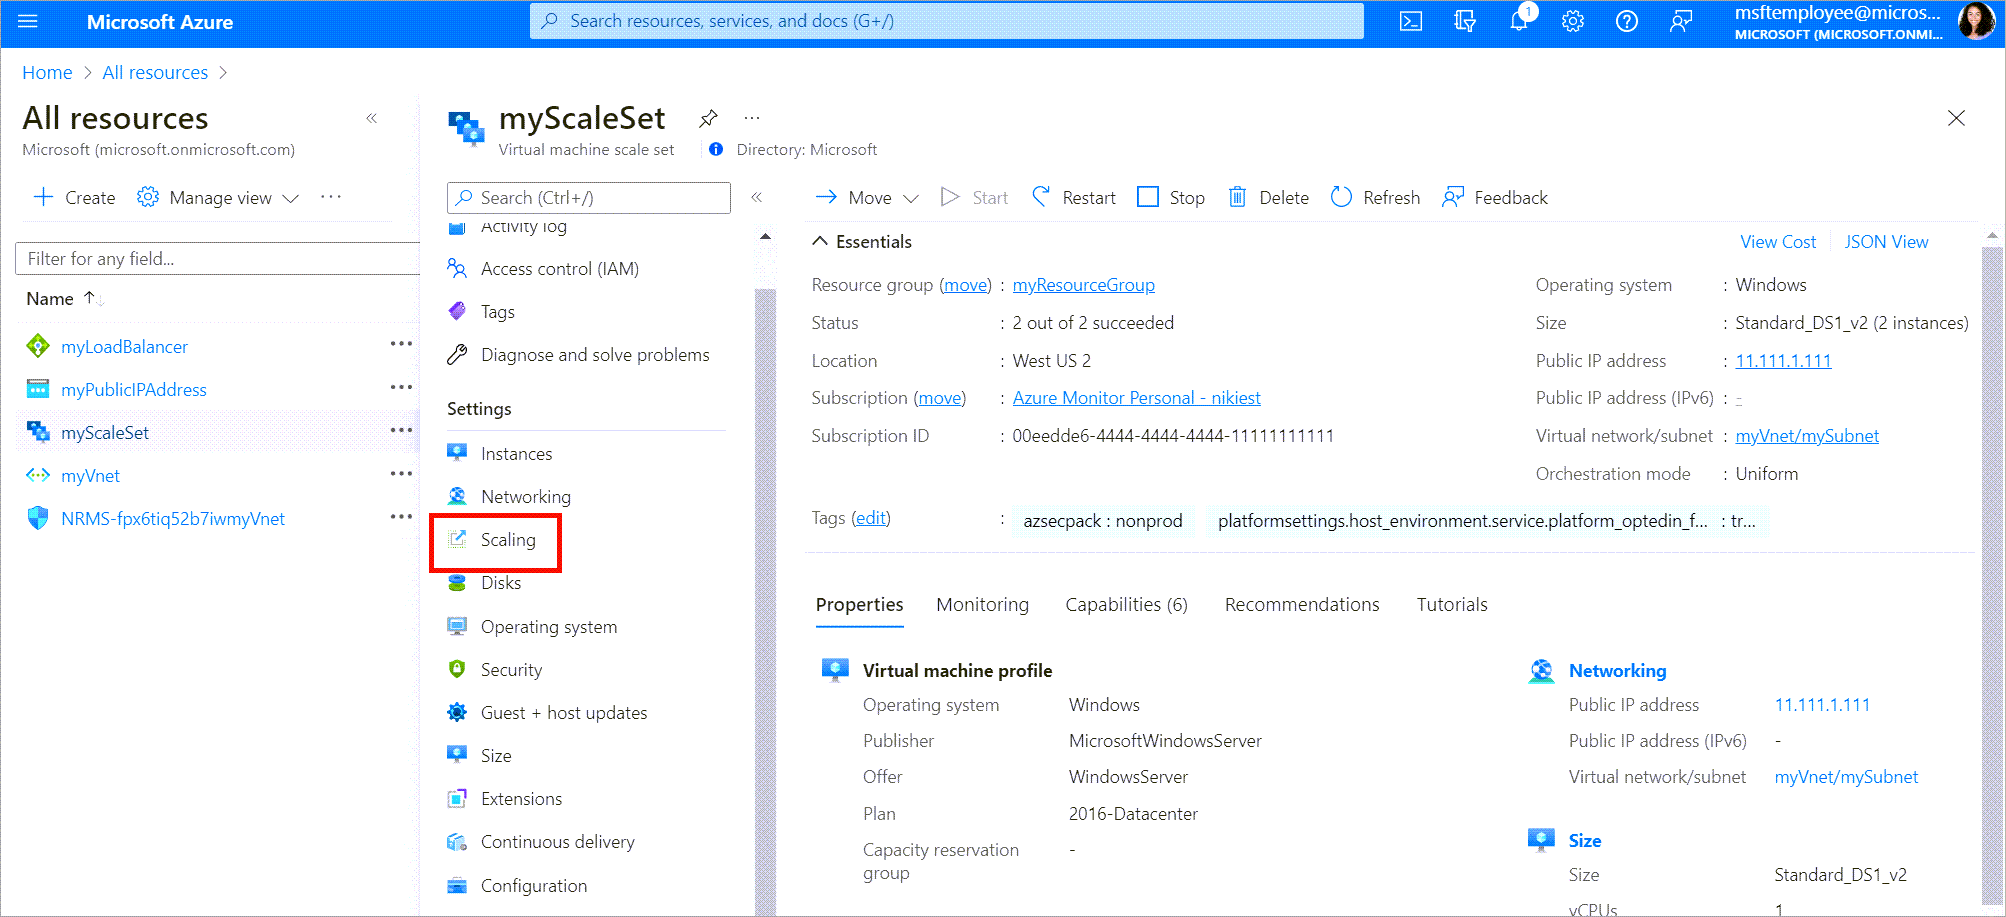 Microsoft Azure
Search resources, services, and docs (G+/)
1
msftemployee@micros...
MICROSOFT (MICROSOFT.ONMI...
Home > All resources >
All resources
Microsoft (microsoft.onmicrosoft.com)
Create
Manage view
Filter for any field...
Name
myLoadBalancer
myPublicIPAddress
myScaleSet
myVnet
NRMS-fpx6tiq52b7iwmyVnet
myScaleSet
Virtual machine scale set
Directory: Microsoft
Search (Ctrl+/)
Activity log
Access control (IAM)
Tags
Diagnose and solve problems
Settings
Instances
Networking
Scaling
Disks
Operating system
Security
Guest + host updates
Size
Extensions
Continuous delivery
Configuration
Move
Start
Restart
Stop
Delete
Refresh
Feedback
Essentials
View Cost
JSON View
Resource group (move) : myResourceGroup
Status : 2 out of 2 succeeded
Location : West US 2
Subscription (move) : Azure Monitor Personal - nikiest
Subscription ID : 00eedde6-4444-4444-4444-11111111111
Operating system : Windows
Size : Standard_DS1_v2 (2 instances)
Public IP address : 11.111.1.111
Public IP address (IPv6) : -
Virtual network/subnet : myVnet/mySubnet
Orchestration mode : Uniform
Tags (edit) : azsecpack : nonprod platformsettings.host_environment.service.platform_optedin_f... : tr...
Properties
Monitoring
Capabilities (6)
Recommendations
Tutorials
Virtual machine profile
Operating system Windows
Publisher MicrosoftWindowsServer
Offer WindowsServer
Plan 2016-Datacenter
Capacity reservation group -
Networking
Public IP address 11.111.1.111
Public IP address (IPv6) -
Virtual network/subnet myVnet/mySubnet
Size
Size Standard_DS1_v2
vCPUs 1